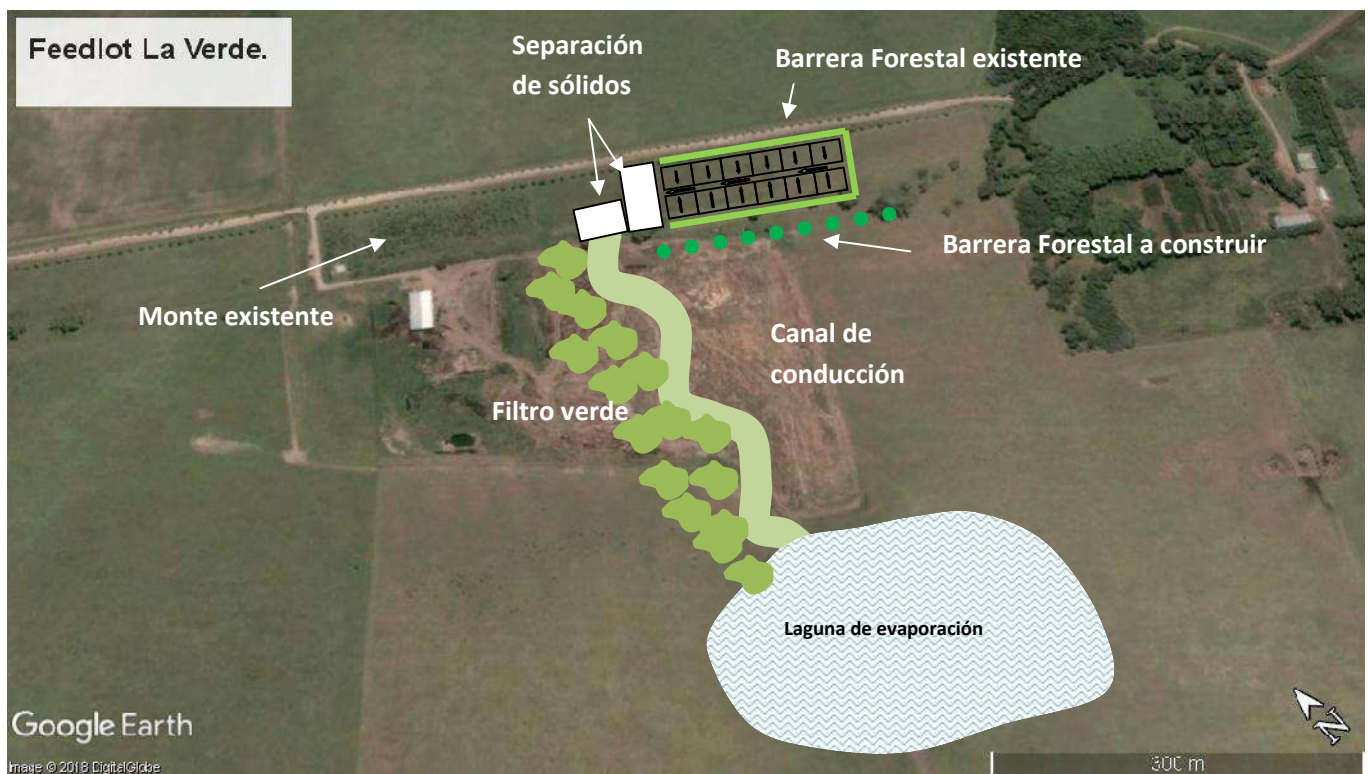 Feedlot La Verde.
Separación
de sólidos
Barrera Forestal existente
Barrera Forestal a construir
Monte existente
Canal de
conducción
Filtro verde
Laguna de evaporación
Google Earth
N
Image © 2018 DigitalGlobe
300 m